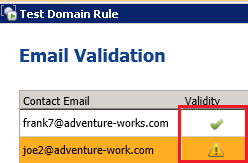 Test Domain Rule
Email Validation
Contact Email Validity
frank7@adventure-works.com
joe2@adventure-work.com